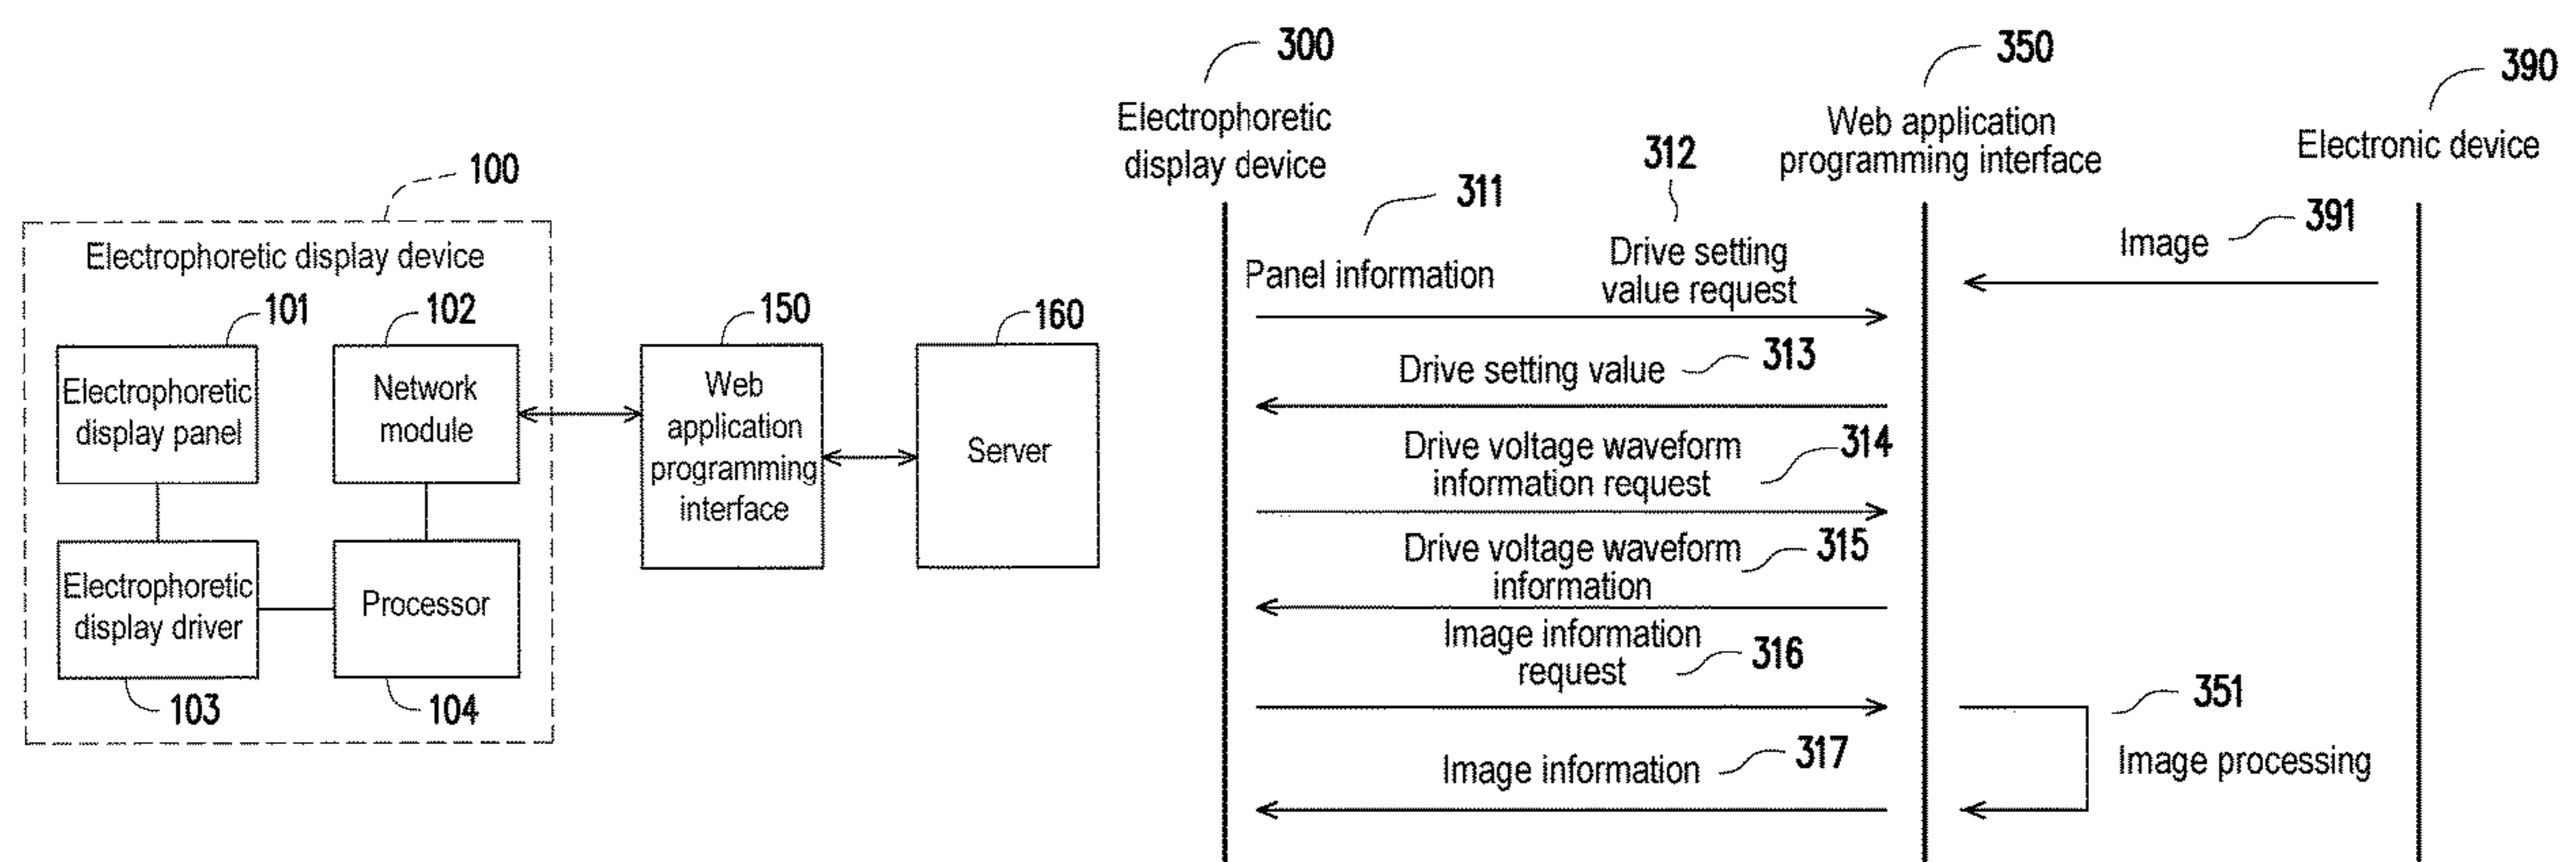 100
Electrophoretic display device
101
102
Electrophoretic
display panel
Network
module
Electrophoretic
display driver
Processor
103
104
150
Web
application
programming
interface
160
Server
300
Electrophoretic
display device
350
Web application
programming interface
390
Electronic device
311
Panel information
312
Drive setting
value request
Image 391
Drive setting value 313
Drive voltage waveform
information request
314
Drive voltage waveform
information
315
Image information
request
316
351
Image processing
Image information 317